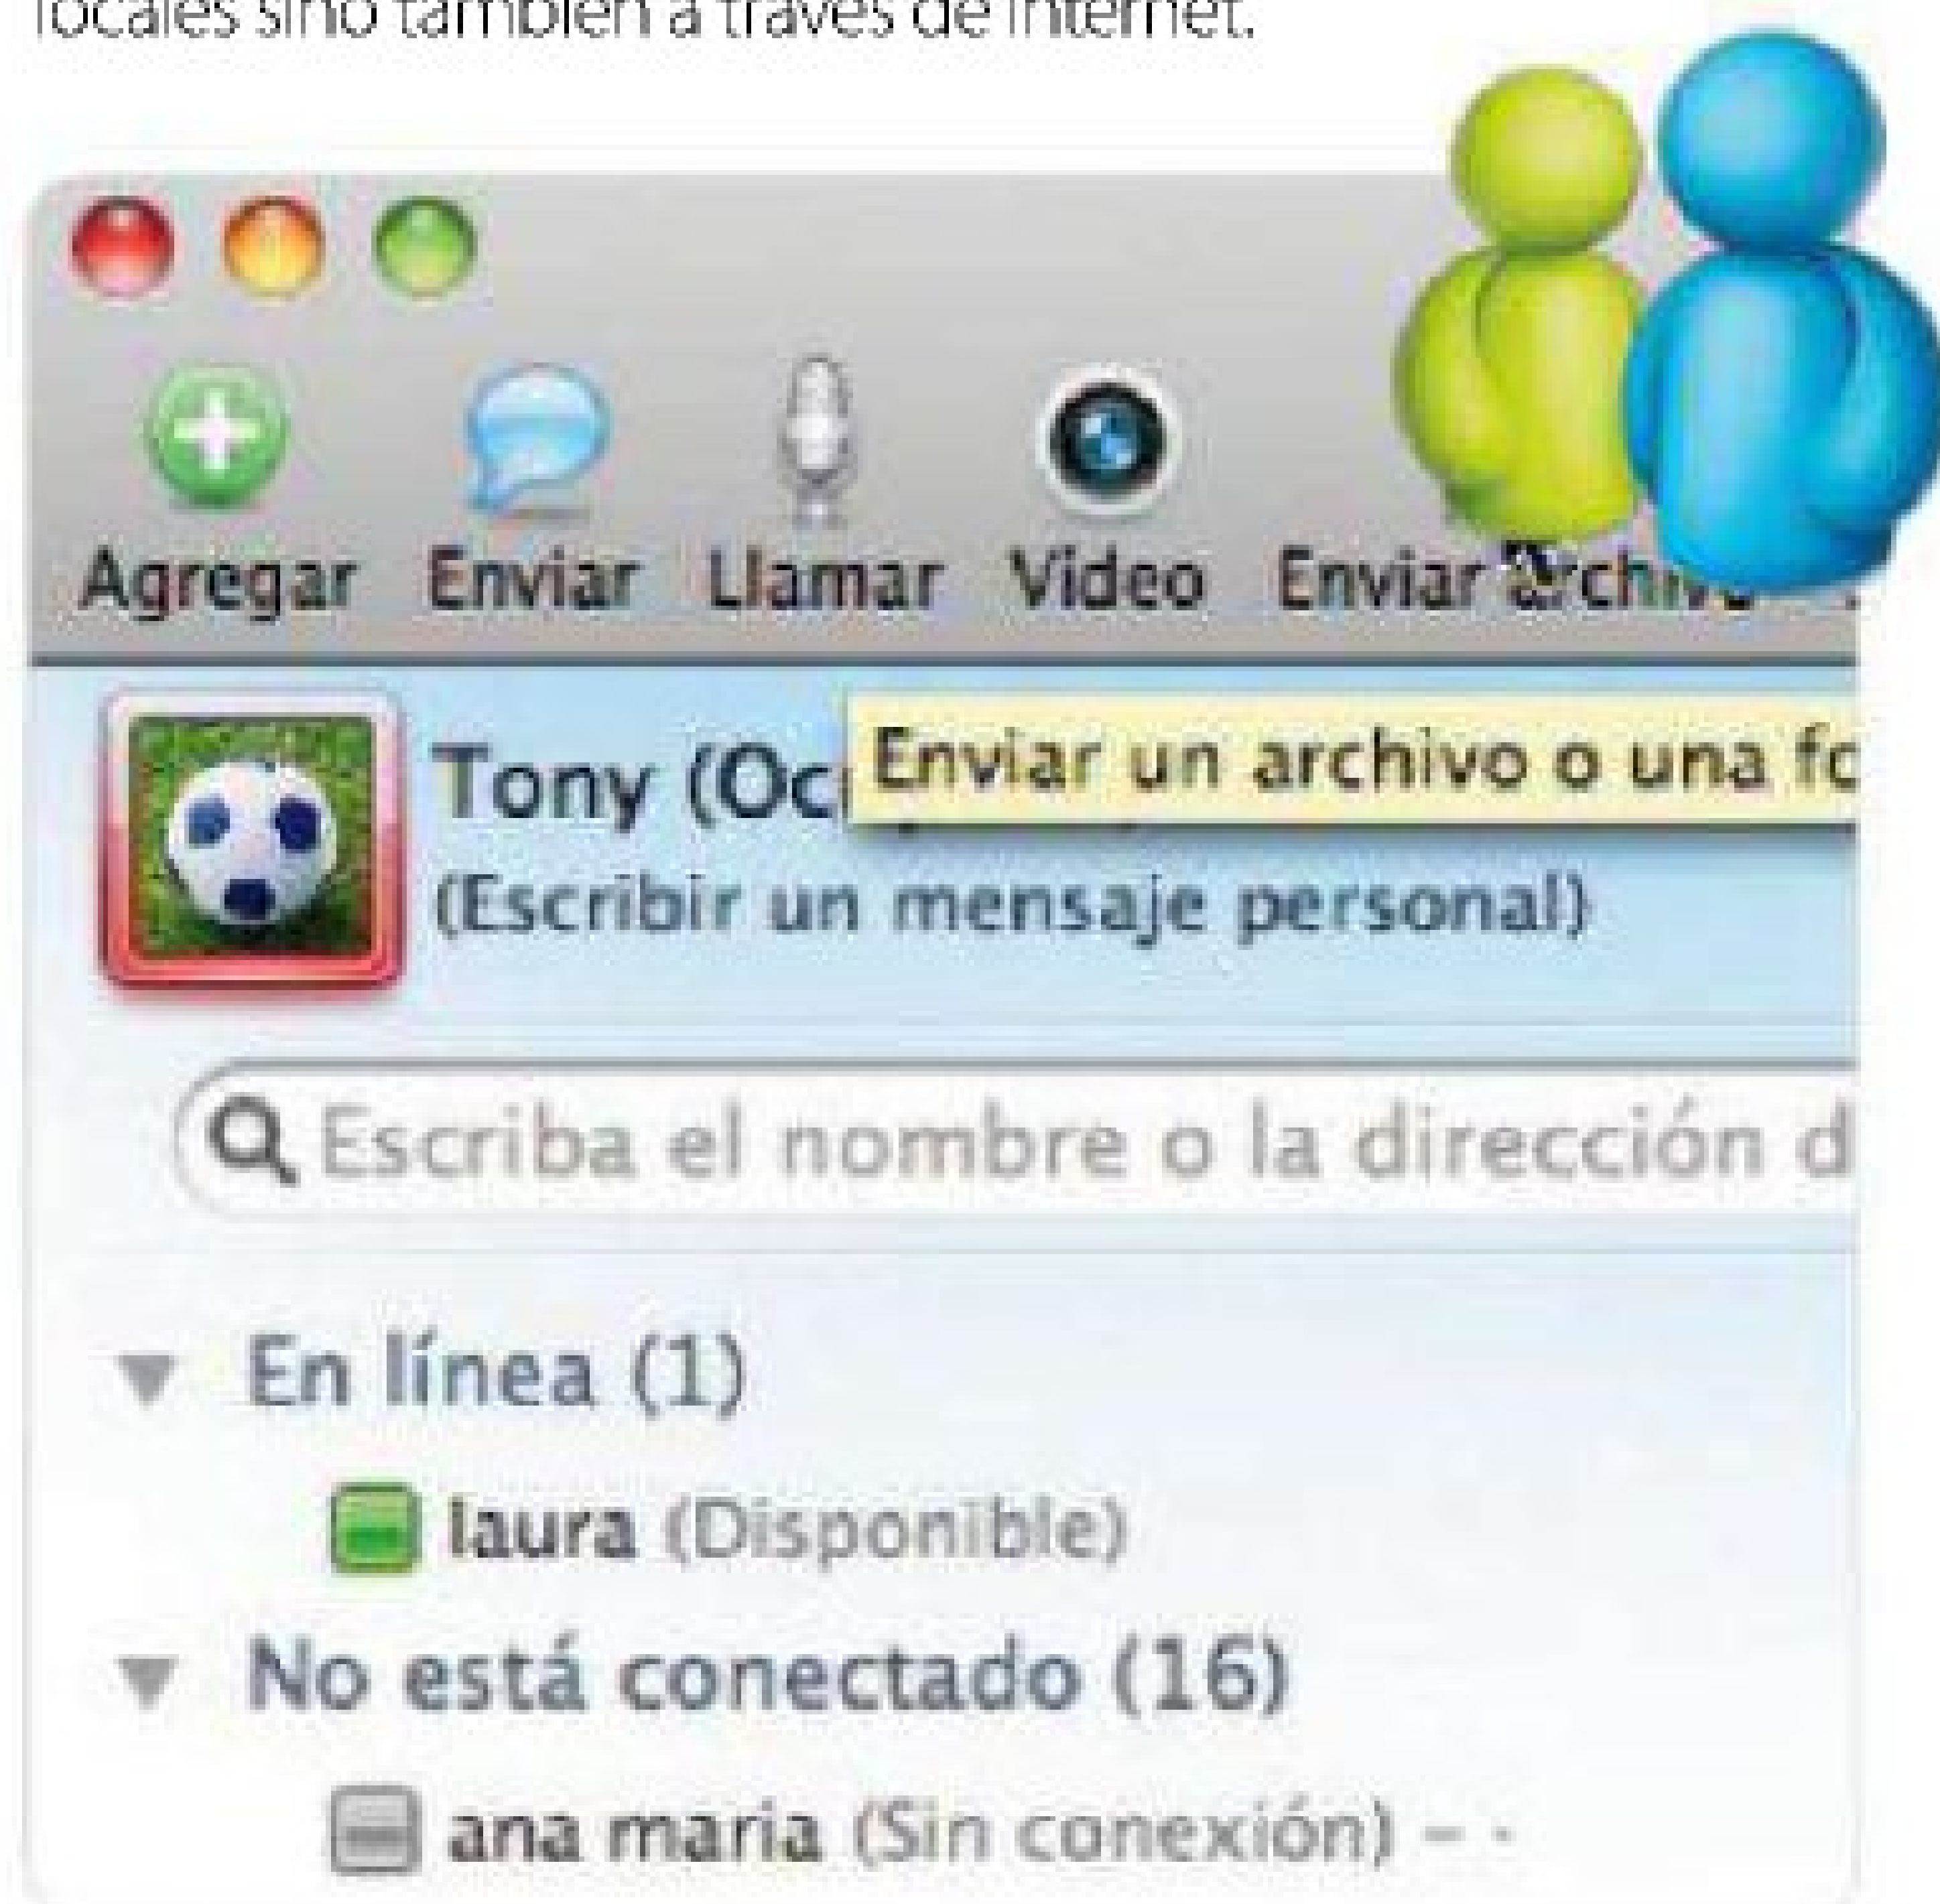 locales sino también a través de Internet.
Agregar Enviar Llamar Video Enviar archivo
Tony (Oc
Enviar un archivo o una fo
(Escribir un mensaje personal)
Escriba el nombre o la dirección d
En línea (1)
laura (Disponible)
No está conectado (16)
ana maria (Sin conexión) – -